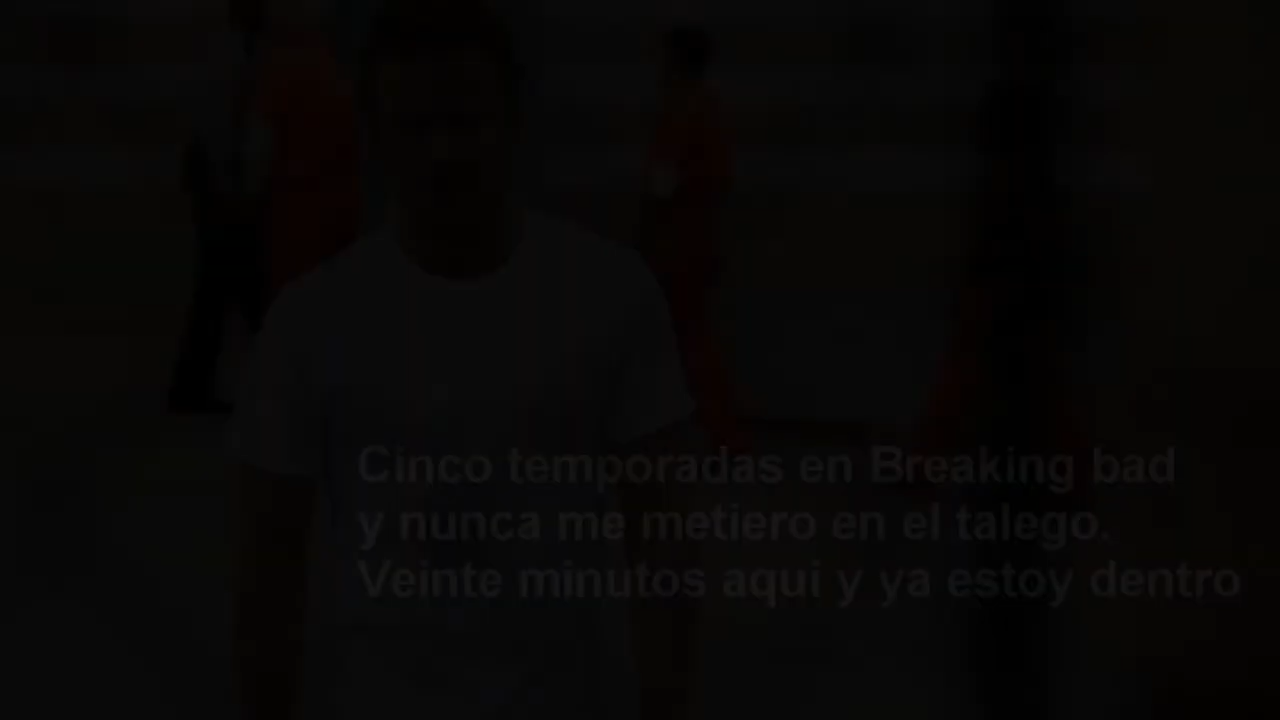 Cinco temporadas en Breaking bad
y nunca me metiero en el talego.
Veinte minutos aqui y ya estoy dentro